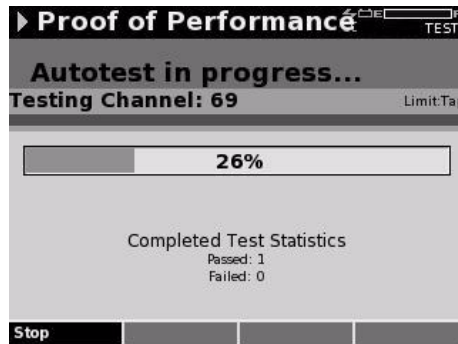 Proof of Performance
TEST
Autotest in progress...
Testing Channel: 69
Limit:Ta
26%
Completed Test Statistics
Passed: 1
Failed: 0
Stop